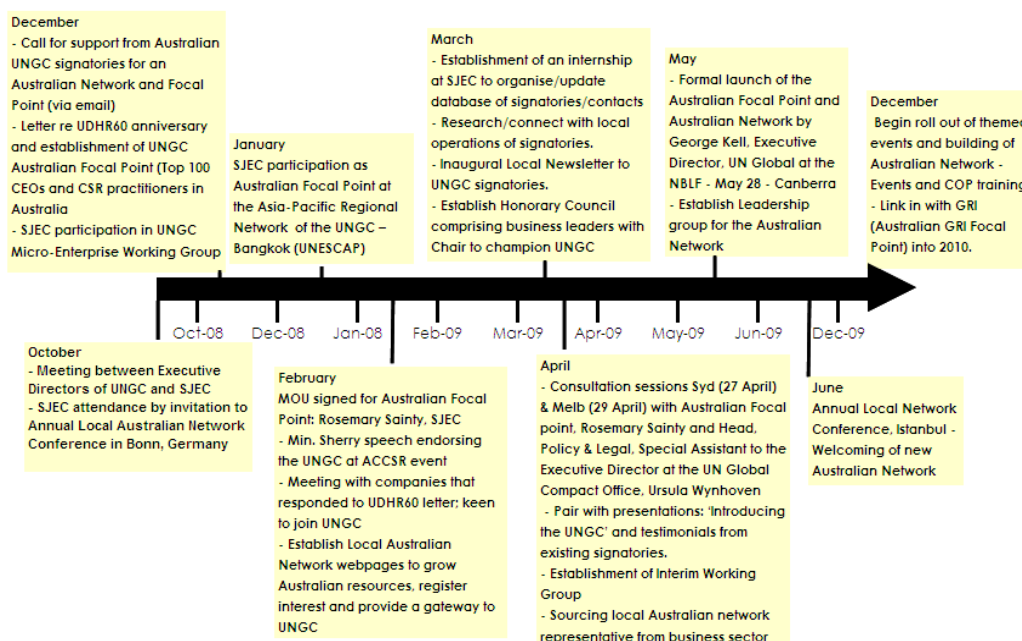 December
- Call for support from Australian
UNGC signatories for an
Australian Network and Focal
Point (via email)
- Letter re UDHR60 anniversary
and establishment of UNGC
Australian Focal Point (Top 100
CEOs and CSR practitioners in
Australia
- SJEC participation in UNGC
Micro-Enterprise Working Group
January
SJEC participation as
Australian Focal Point at
the Asia-Pacific Regional
Network of the UNGC –
Bangkok (UNESCAP)
March
- Establishment of an internship
at SJEC to organise/update
database of signatories/contacts
- Research/connect with local
operations of signatories.
- Inaugural Local Newsletter to
UNGC signatories.
- Establish Honorary Council
comprising business leaders with
Chair to champion UNGC
May
- Formal launch of the
Australian Focal Point and
Australian Network by
George Kell, Executive
Director, UN Global at the
NBLF - May 28 - Canberra
- Establish Leadership
group for the Australian
Network
December
Begin roll out of themed
events and building of
Australian Network -
Events and COP training
- Link in with GRI
(Australian GRI Focal
Point) into 2010.
Oct-08 Dec-08 Jan-08 Feb-09 Mar-09 Apr-09 May-09 Jun-09 Dec-09
October
- Meeting between Executive
Directors of UNGC and SJEC
- SJEC attendance by invitation to
Annual Local Australian Network
Conference in Bonn, Germany
February
MOU signed for Australian Focal
Point: Rosemary Sainty, SJEC
- Min. Sherry speech endorsing
the UNGC at ACCSR event
- Meeting with companies that
responded to UDHR60 letter; keen
to join UNGC
- Establish Local Australian
Network webpages to grow
Australian resources, register
interest and provide a gateway to
UNGC
April
- Consultation sessions Syd (27 April)
& Melb (29 April) with Australian Focal
point, Rosemary Sainty and Head,
Policy & Legal, Special Assistant to the
Executive Director at the UN Global
Compact Office, Ursula Wynhoven
- Pair with presentations: ‘Introducing
the UNGC’ and testimonials from
existing signatories.
- Establishment of Interim Working
Group
- Sourcing local Australian network
representative from business sector
June
Annual Local Network
Conference, Istanbul -
Welcoming of new
Australian Network